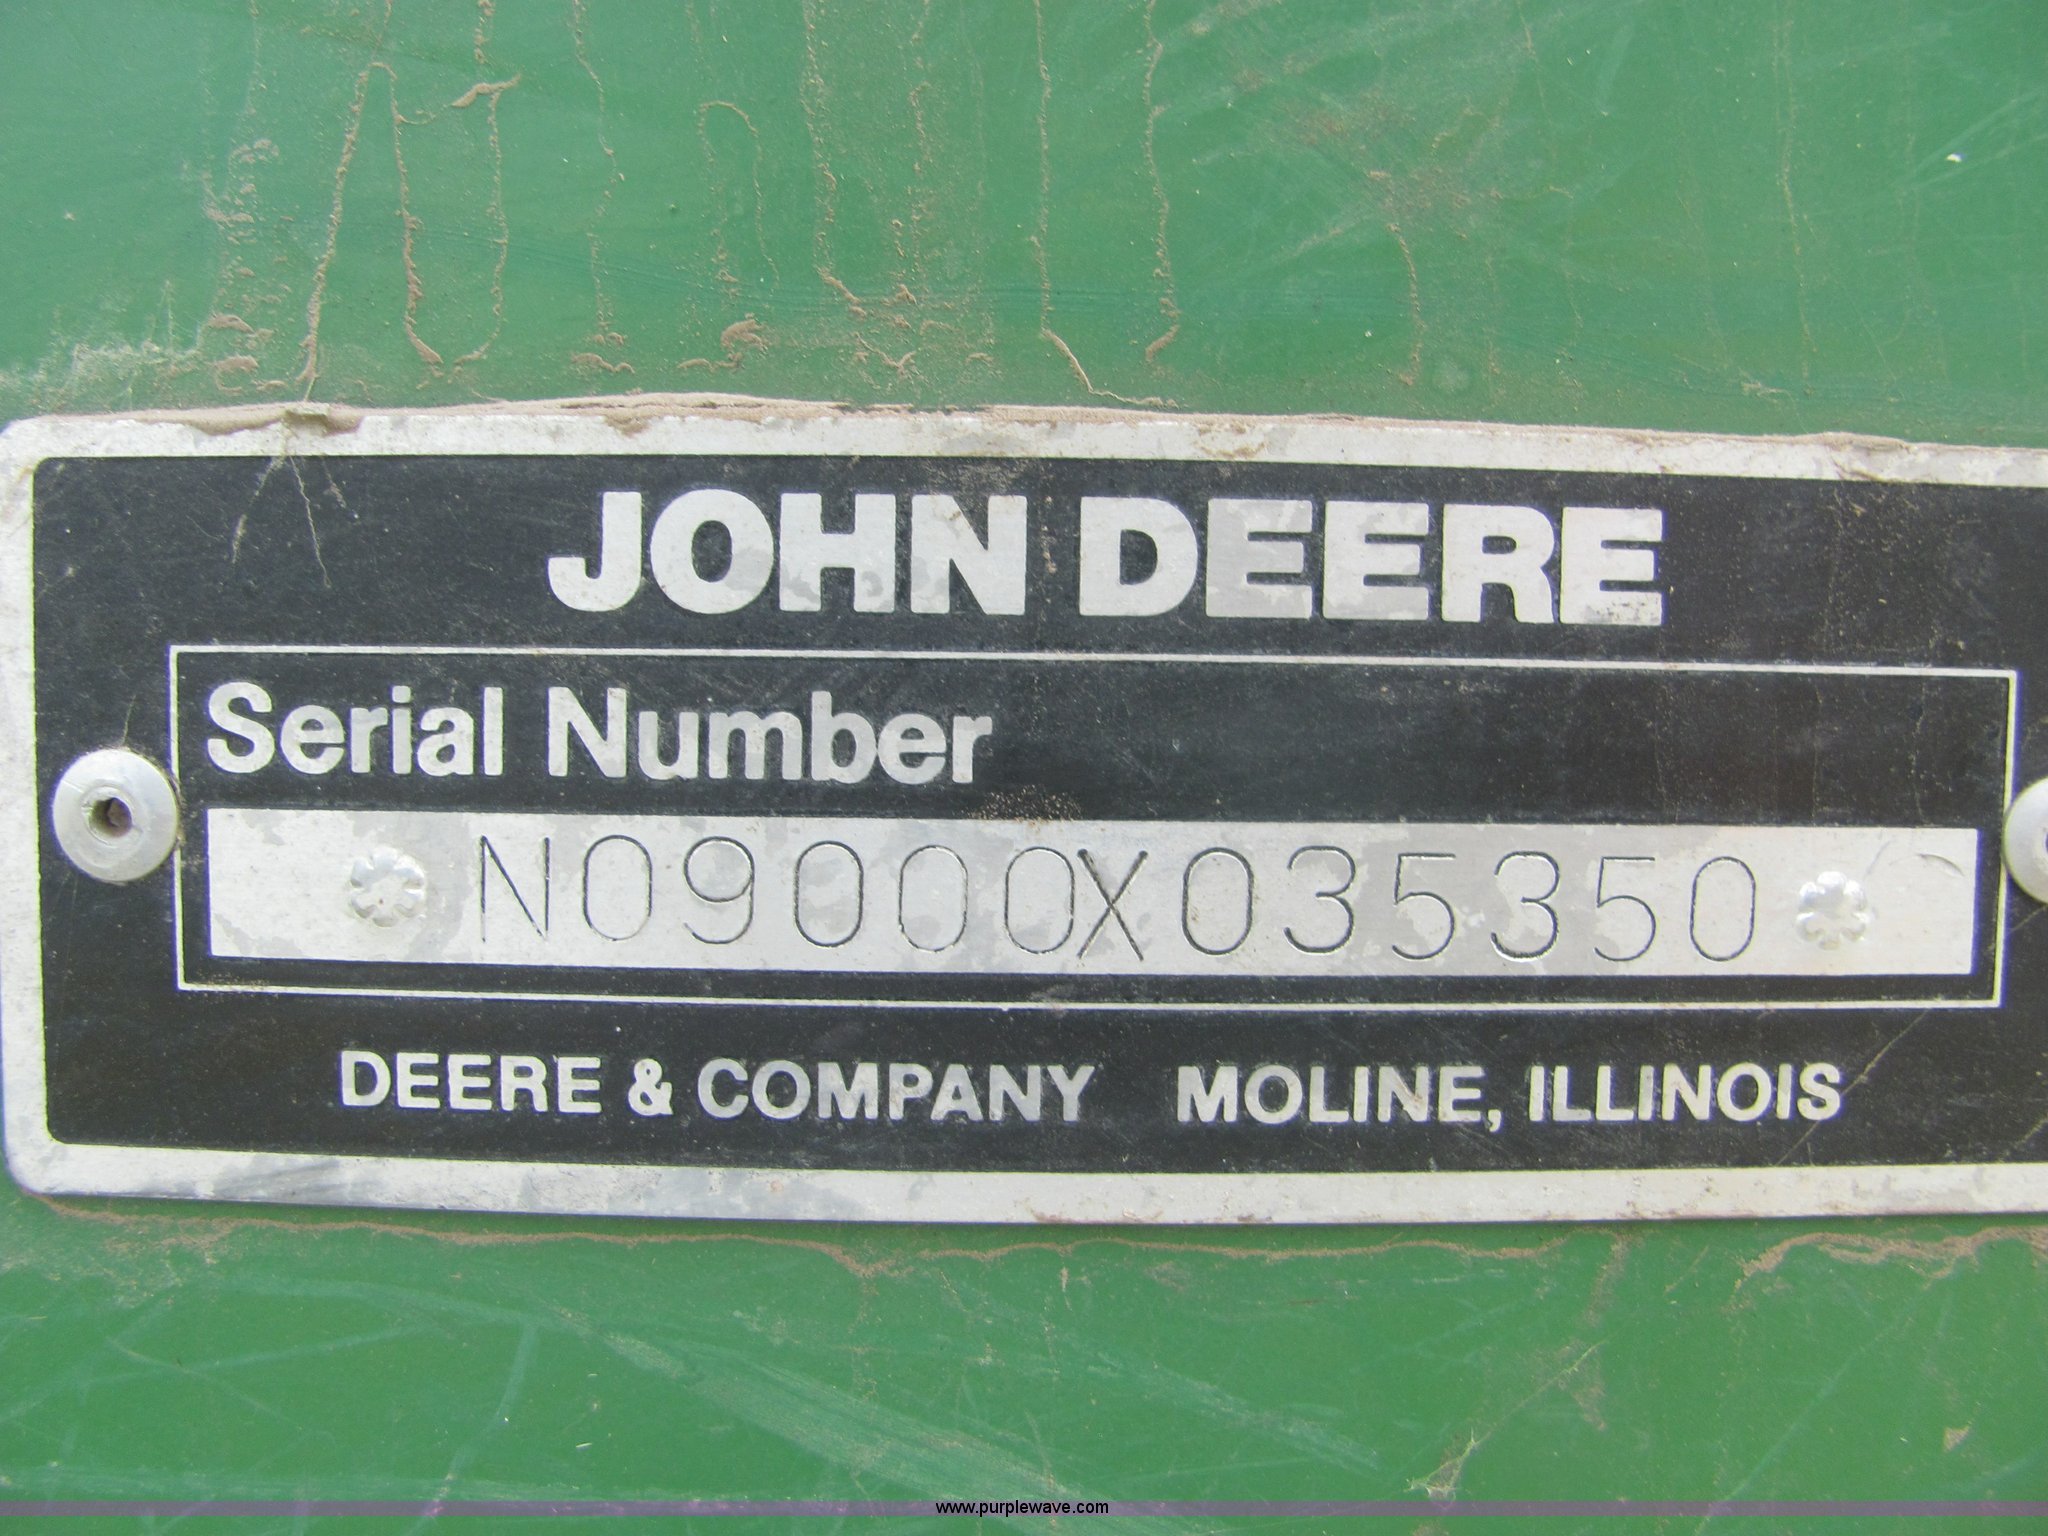 JOHN DEERE
Serial Number
N09000X035350
DEERE & COMPANY MOLINE, ILLINOIS
www.purplewave.com